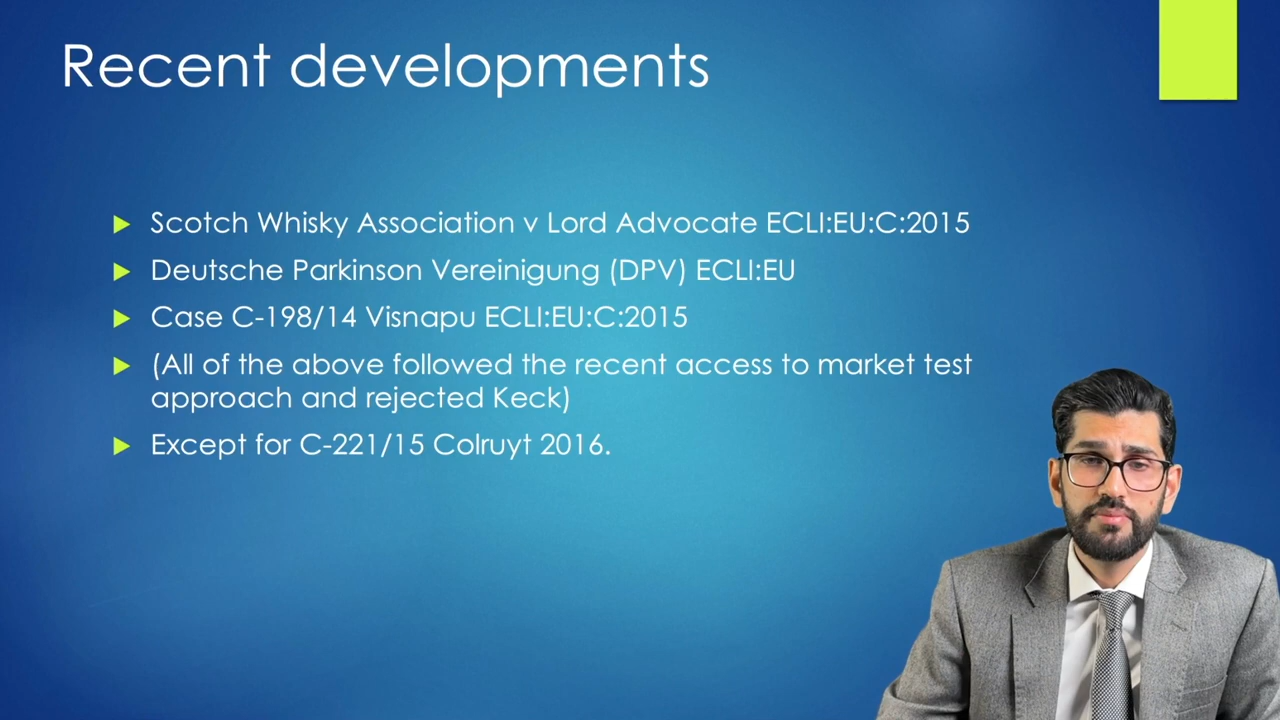 Recent developments
Scotch Whisky Association v Lord Advocate ECLI:EU:C:2015
Deutsche Parkinson Vereinigung (DPV) ECLI:EU
Case C-198/14 Visnapu ECLI:EU:C:2015
(All of the above followed the recent access to market test
approach and rejected Keck)
Except for C-221/15 Colruyt 2016.